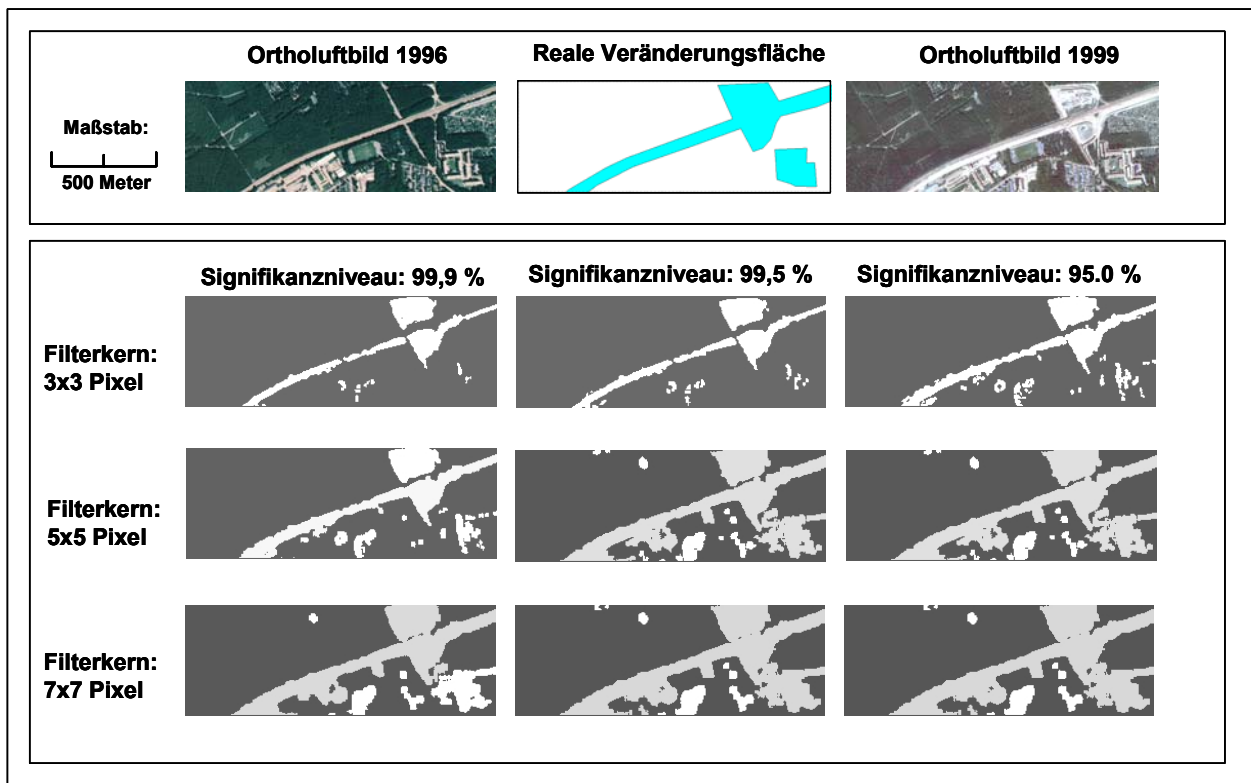 Ortholuftbild 1996
Reale Veränderungsfläche
Ortholuftbild 1999
Maßstab:
500 Meter
Signifikanzniveau: 99,9 %
Signifikanzniveau: 99,5 %
Signifikanzniveau: 95.0 %
Filterkern:
3x3 Pixel
Filterkern:
5x5 Pixel
Filterkern:
7x7 Pixel